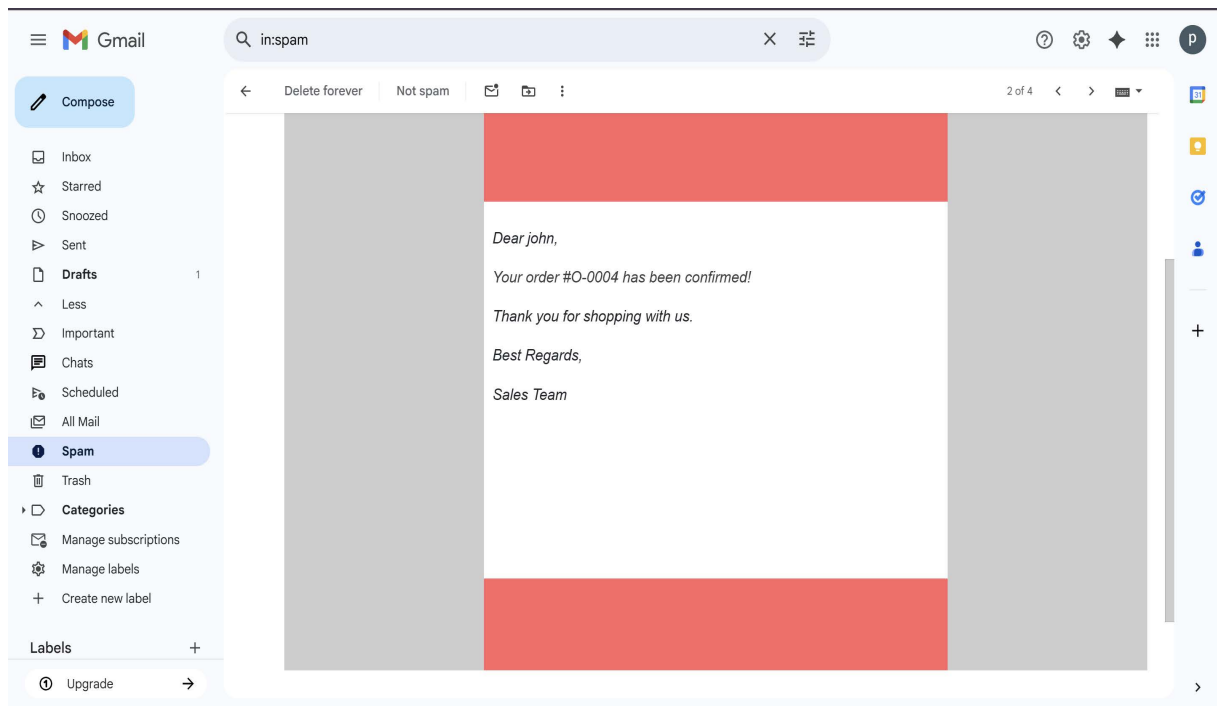 Gmail
in:spam
P
Compose
Delete forever
Not spam
2 of 4
31
Inbox
Starred
Snoozed
Sent
Drafts 1
Less
Important
Chats
Scheduled
All Mail
Spam
Trash
Categories
Manage subscriptions
Manage labels
Create new label
Labels
1 Upgrade
Dear john,
Your order #O-0004 has been confirmed!
Thank you for shopping with us.
Best Regards,
Sales Team